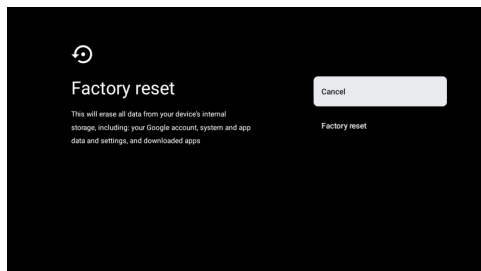 Factory reset
This will erase all data from your device's internal
storage, including: your Google account, system and app
data and settings, and downloaded apps
Cancel
Factory reset